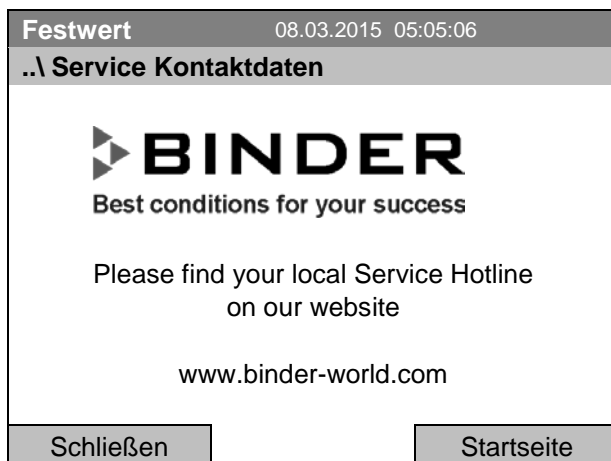 Festwert 08.03.2015 05:05:06
..\ Service Kontaktdaten
BINDER
Best conditions for your success
Please find your local Service Hotline
on our website
www.binder-world.com
Schließen Startseite